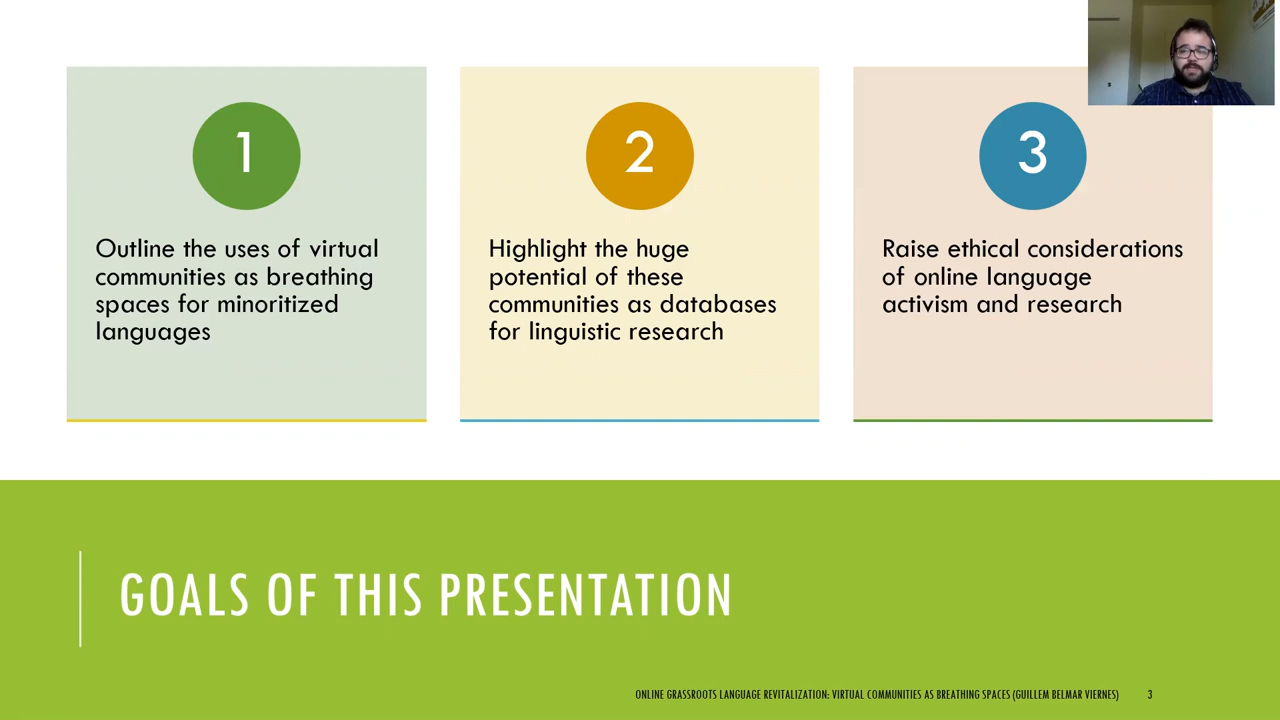 1
Outline the uses of virtual
communities as breathing
spaces for minoritized
languages
2
Highlight the huge
potential of these
communities as databases
for linguistic research
3
Raise ethical considerations
of online language
activism and research
GOALS OF THIS PRESENTATION
ONLINE GRASSROOTS LANGUAGE REVITALIZATION: VIRTUAL COMMUNITIES AS BREATHING SPACES (GUILLEM BELMAR VIERNES)
3